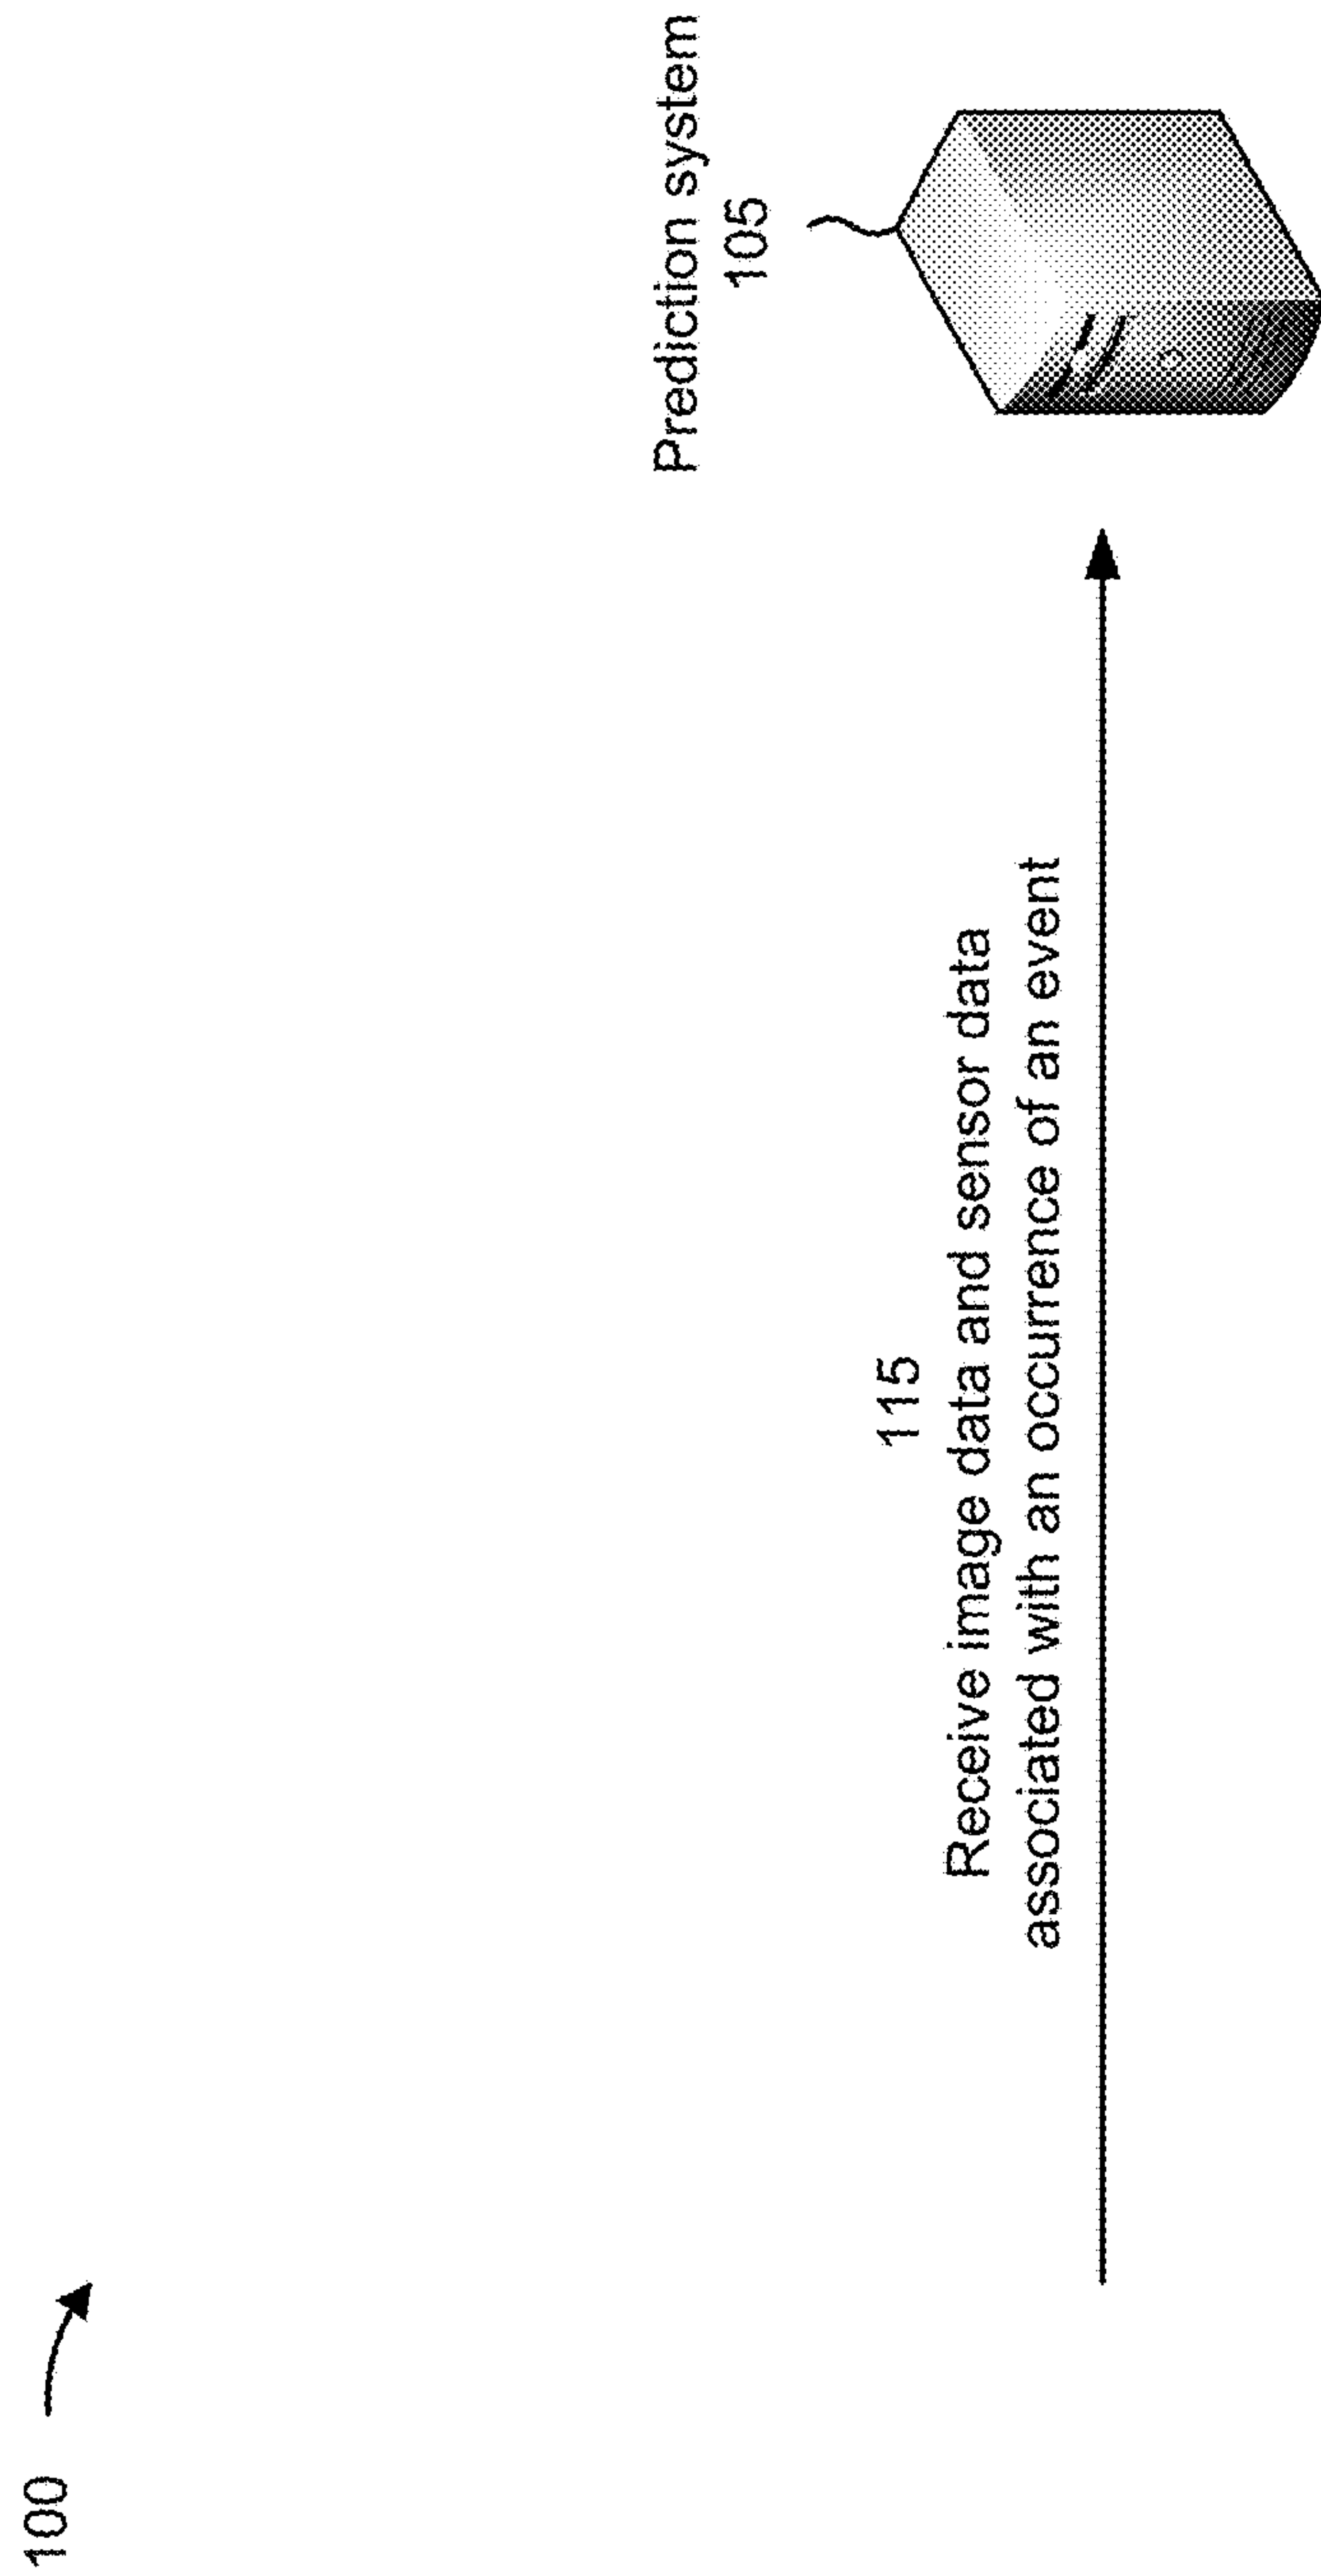 100
Prediction system
105
115
Receive image data and sensor data
associated with an occurrence of an event